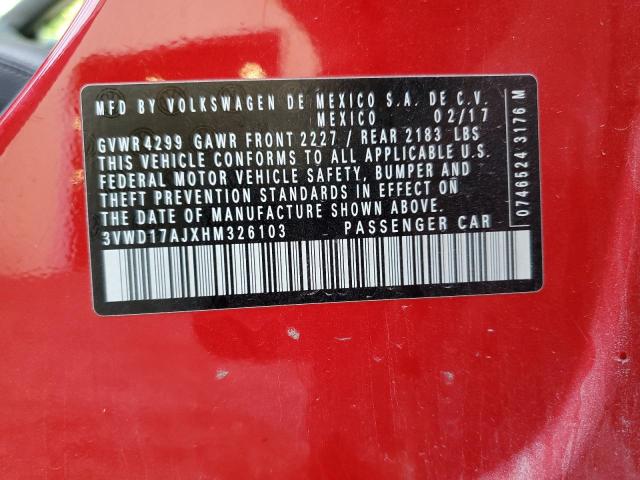 MFD BY VOLKSWAGEN DE MEXICO S.A. DE C.V.
MEXICO 02/17
GVWR 4299 GAWR FRONT 2227 / REAR 2183 LBS
THIS VEHICLE CONFORMS TO ALL APPLICABLE U.S.
FEDERAL MOTOR VEHICLE SAFETY, BUMPER AND
THEFT PREVENTION STANDARDS IN EFFECT ON
THE DATE OF MANUFACTURE SHOWN ABOVE.
3VWD17AJXHM326103 PASSENGER CAR
0746524 3176 M